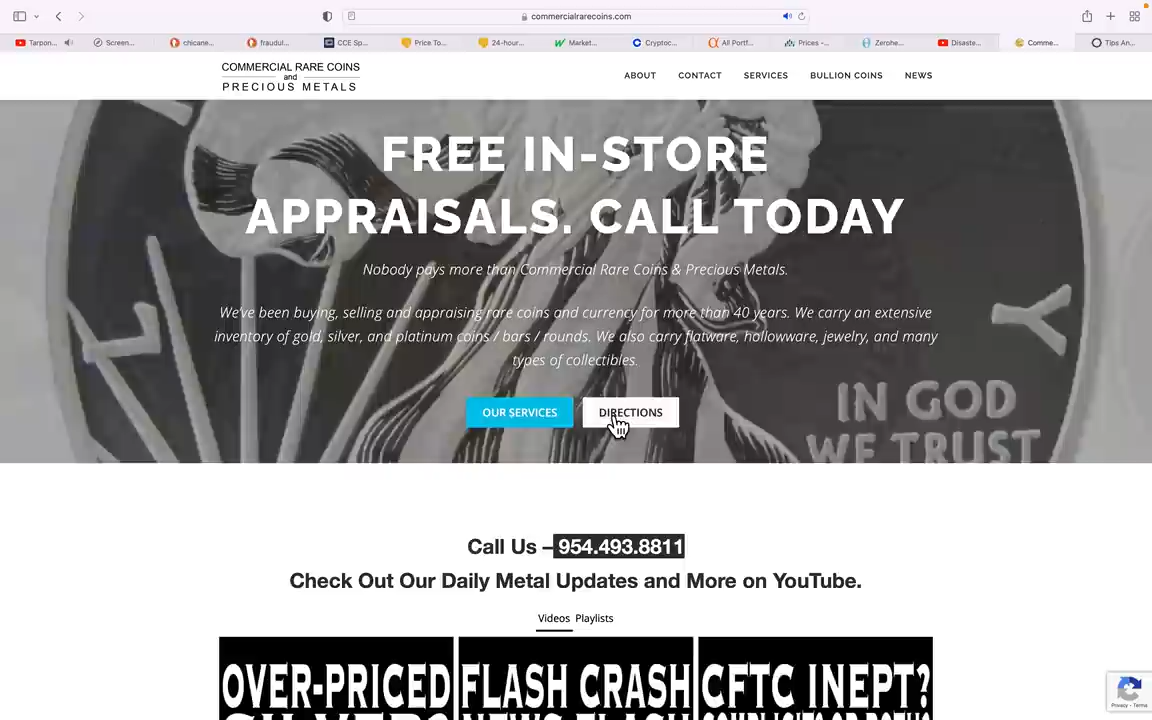 commercialrarecoins.com
Tarpon...
Screen...
chicane...
fraudul...
CCE Sp...
Price To...
24-hour...
Market...
Cryptoc...
All Portf...
Prices -...
Zerohe...
Disaste...
Comme...
Tips An...
COMMERCIAL RARE COINS
and
PRECIOUS METALS
ABOUT
CONTACT
SERVICES
BULLION COINS
NEWS
FREE IN-STORE
APPRAISALS. CALL TODAY
Nobody pays more than Commercial Rare Coins & Precious Metals.
We've been buying, selling and appraising rare coins and currency for more than 40 years. We carry an extensive
inventory of gold, silver, and platinum coins / bars / rounds. We also carry flatware, hollowware, jewelry, and many
types of collectibles.
OUR SERVICES
DIRECTIONS
L
Y
IN GOD
WE TRUST
Call Us – 954.493.8811
Check Out Our Daily Metal Updates and More on YouTube.
Videos
Playlists
OVER-PRICED
FLASH CRASH
CFTC INEPT?
Privacy - Terms